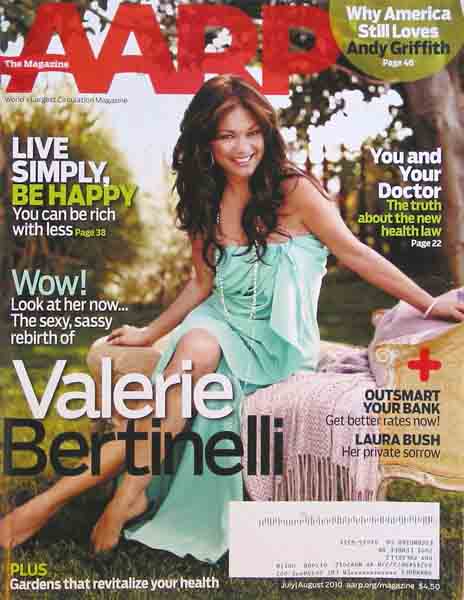 AARP
The Magazine
World's Largest Circulation Magazine
Why America
Still Loves
Andy Griffith
Page 46
LIVE
SIMPLY,
BE HAPPY
You can be rich
with less Page 38
You and
Your
Doctor
The truth
about the new
health law
Page 22
Wow!
Look at her now...
The sexy, sassy
rebirth of
Valerie
Bertinelli
+
OUTSMART
YOUR BANK
Get better rates now!
LAURA BUSH
Her private sorrow
PLUS
Gardens that revitalize your health
July|August 2010 aarp.org/magazine $4.50